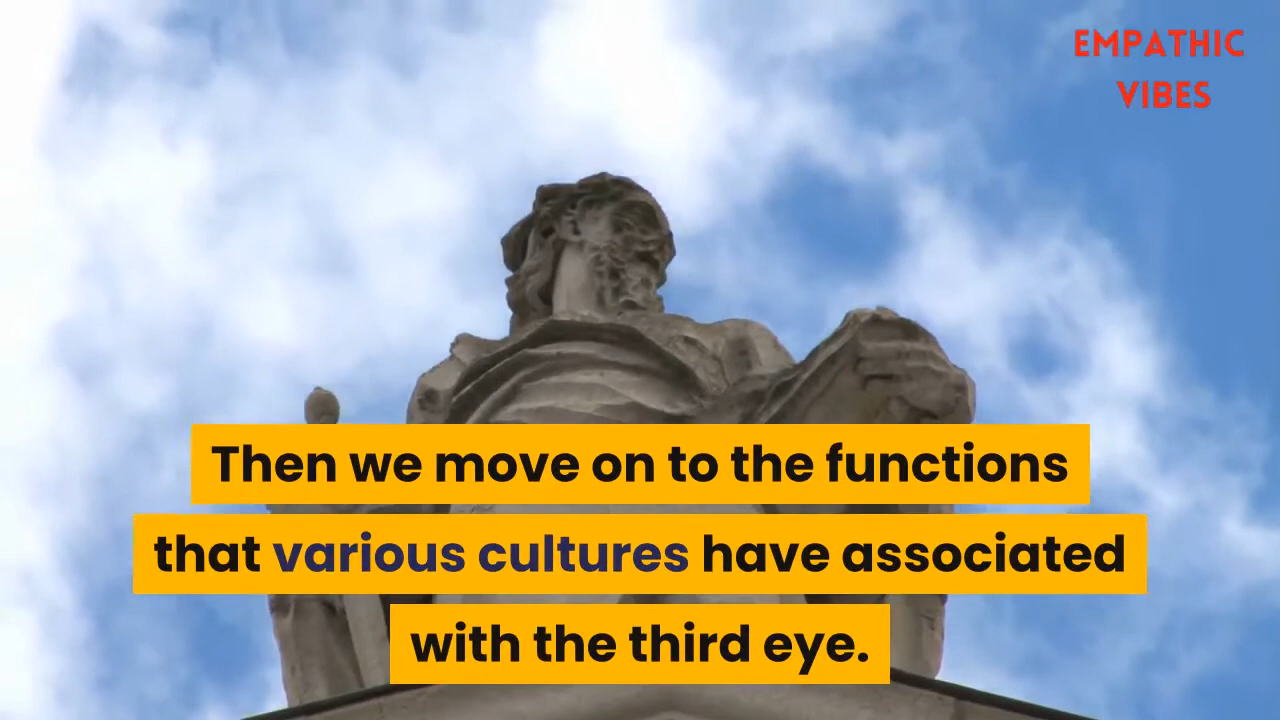 EMPATHIC
VIBES
Then we move on to the functions
that various cultures have associated
with the third eye.